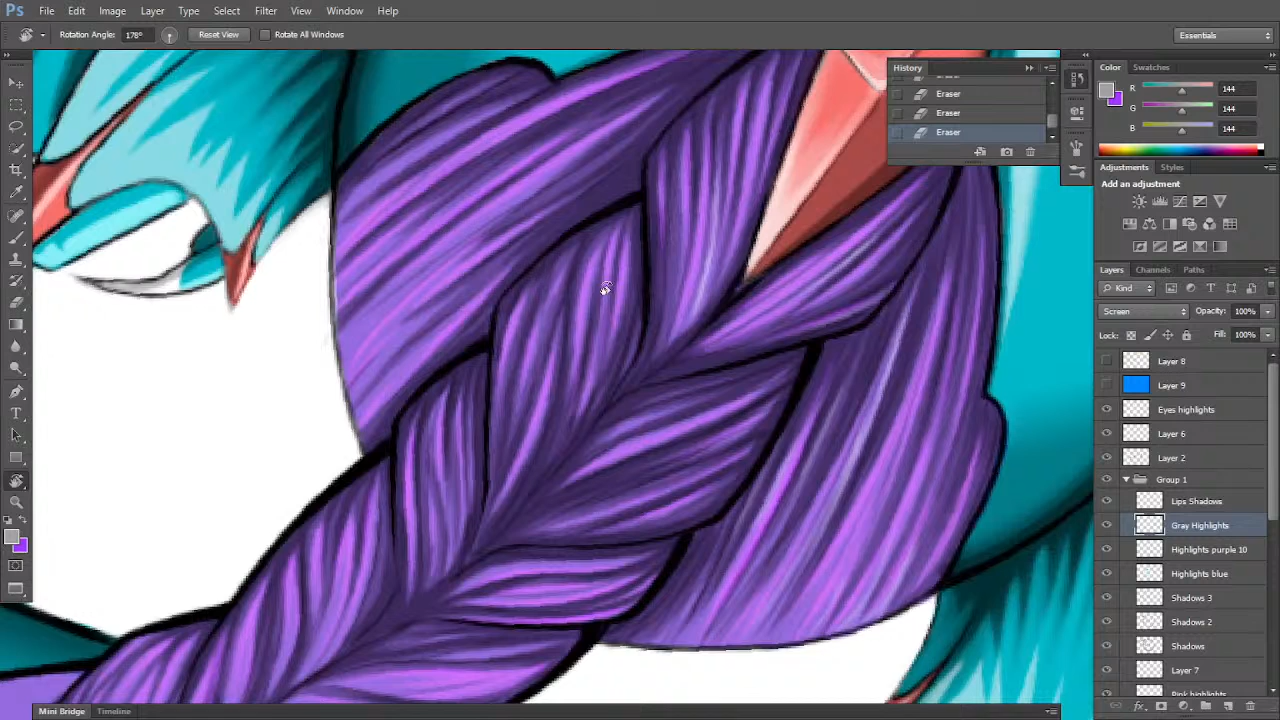 Ps File Edit Image Layer Type Select Filter View Window Help
Rotation Angle: 178° Reset View Rotate All Windows Essentials
History
Eraser
Eraser
Eraser
Color Swatches
R 144
G 144
B 144
Adjustments Styles
Add an adjustment
Layers Channels Paths
Kind
Screen Opacity: 100%
Lock: Fill: 100%
Layer 8
Layer 9
Eyes highlights
Layer 6
Layer 2
Group 1
Lips Shadows
Gray Highlights
Highlights purple 10
Highlights blue
Shadows 3
Shadows 2
Shadows
Layer 7
Pink highlights
Mini Bridge Timeline